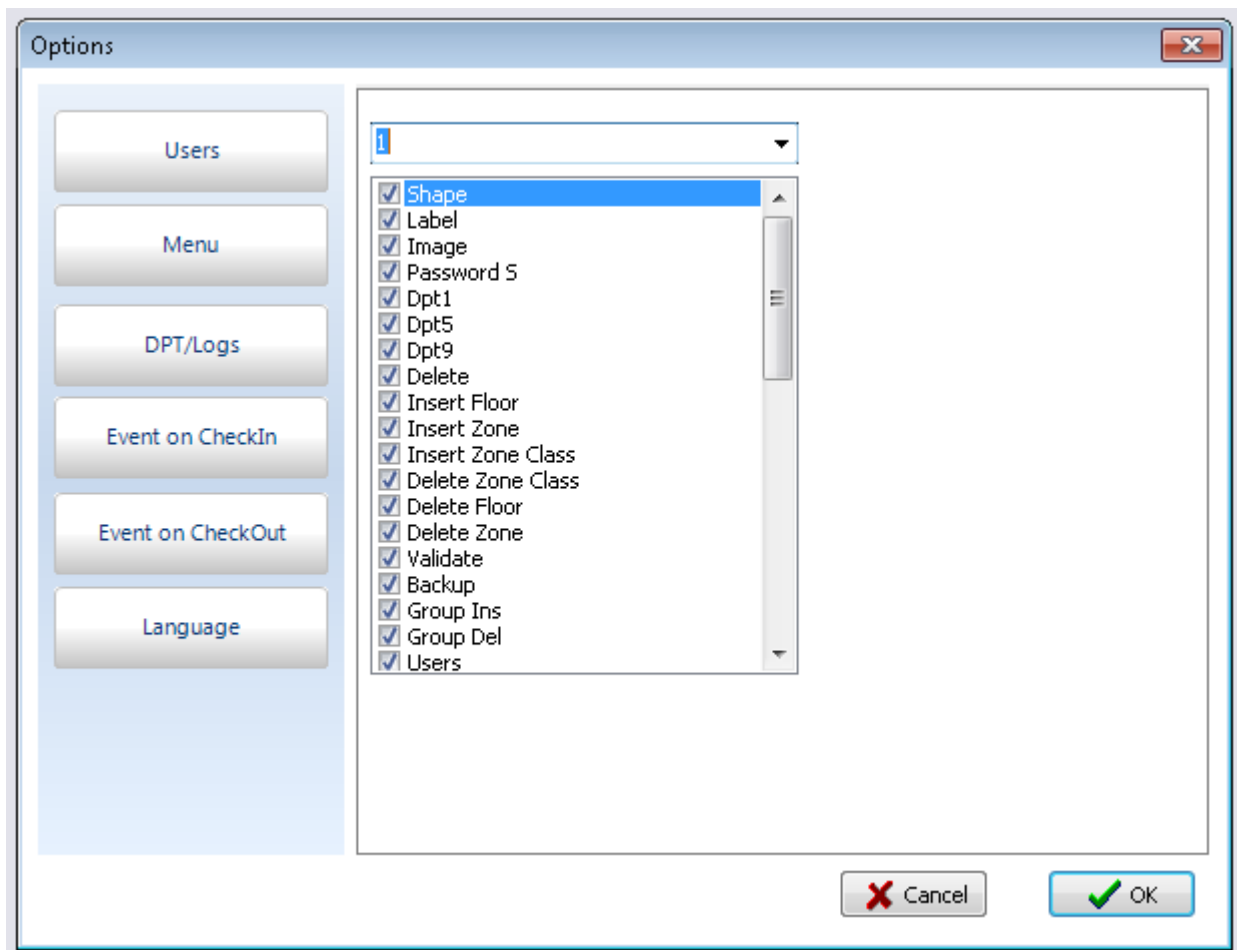 Options
Users
Menu
DPT/Logs
Event on CheckIn
Event on CheckOut
Language
1
Shape
Label
Image
Password S
Dpt1
Dpt5
Dpt9
Delete
Insert Floor
Insert Zone
Insert Zone Class
Delete Zone Class
Delete Floor
Delete Zone
Validate
Backup
Group Ins
Group Del
Users
Cancel
OK